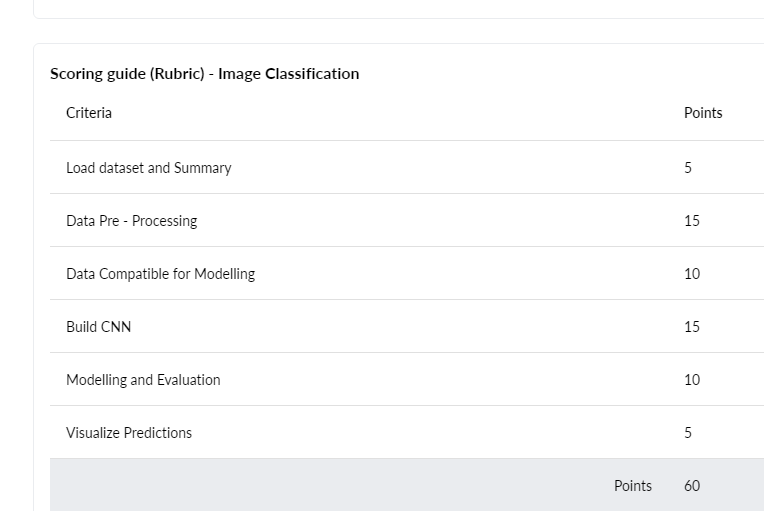 Scoring guide (Rubric) - Image Classification
Criteria Points
Load dataset and Summary 5
Data Pre - Processing 15
Data Compatible for Modelling 10
Build CNN 15
Modelling and Evaluation 10
Visualize Predictions 5
Points 60